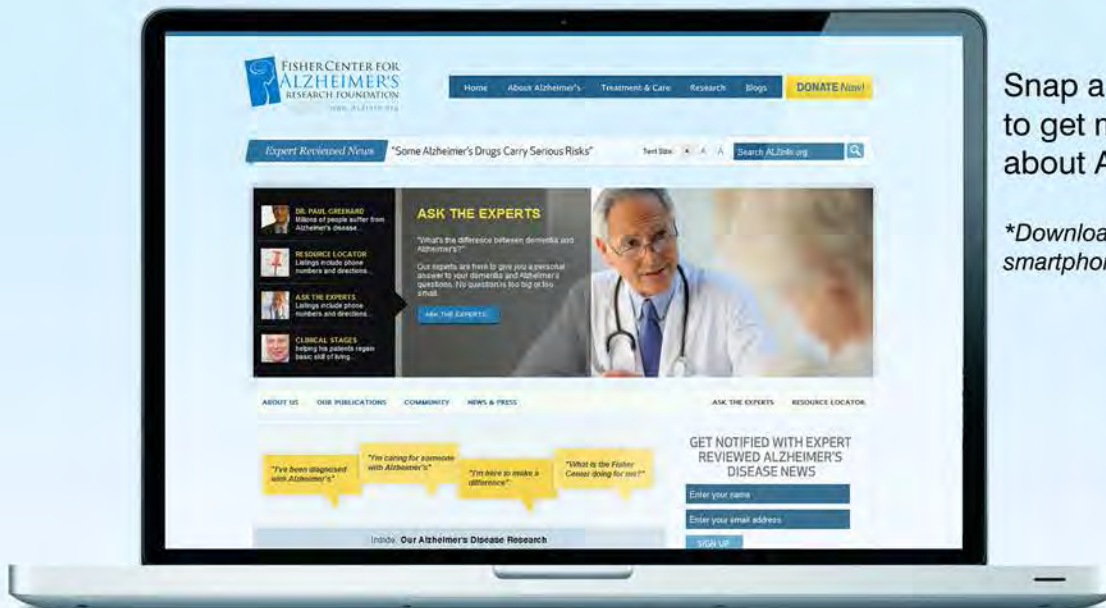 FISHER CENTER FOR
ALZHEIMER'S
RESEARCH FOUNDATION
www.ALZinfo.org
Home About Alzheimer's Treatment & Care Research Blogs DONATE Now!
Expert Reviewed News "Some Alzheimer's Drugs Carry Serious Risks" Text Size: A A A Search ALZinfo.org
DR. PAUL GREENGARD
Millions of people suffer from
Alzheimer's disease...
RESOURCE LOCATOR
Listings include phone
numbers and directions...
ASK THE EXPERTS
Listings include phone
numbers and directions...
CLINICAL STAGES
helping his patients regain
basic skill of living...
ASK THE EXPERTS
"What's the difference between dementia and
Alzheimer's?"
Our experts are here to give you a personal
answer to your dementia and Alzheimer's
questions. No question is too big or too
small.
ASK THE EXPERTS
ABOUT US OUR PUBLICATIONS COMMUNITY NEWS & PRESS ASK THE EXPERTS RESOURCE LOCATOR
"I've been diagnosed
with Alzheimer's"
"I'm caring for someone
with Alzheimer's"
"I'm here to make a
difference"
"What is the Fisher
Center doing for me?"
GET NOTIFIED WITH EXPERT
REVIEWED ALZHEIMER'S
DISEASE NEWS
Enter your name
Enter your email address
SIGN UP
Inside Our Alzheimer's Disease Research
Snap a
to get
about A
*Downloa
smartpho